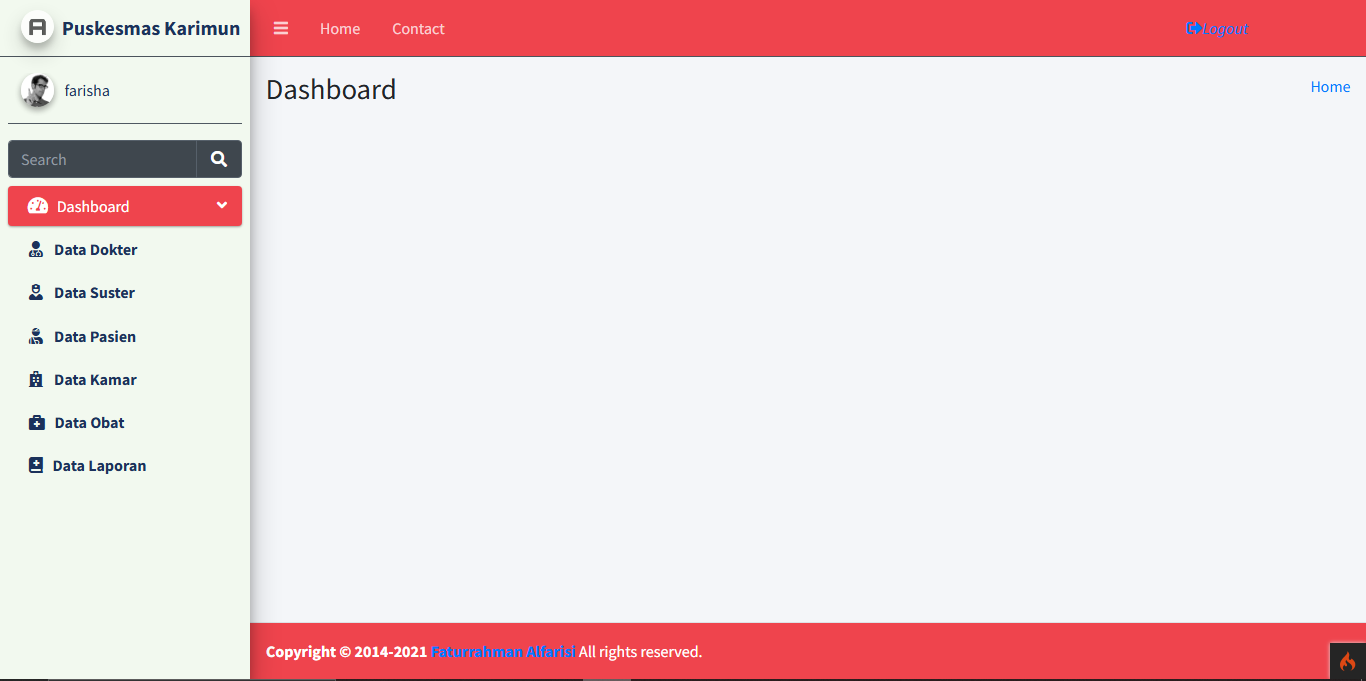 Puskesmas Karimun
Home Contact Logout
farisha
Dashboard Home
Search
Dashboard
Data Dokter
Data Suster
Data Pasien
Data Kamar
Data Obat
Data Laporan
Copyright © 2014-2021 Faturrahman Alfarisi All rights reserved.